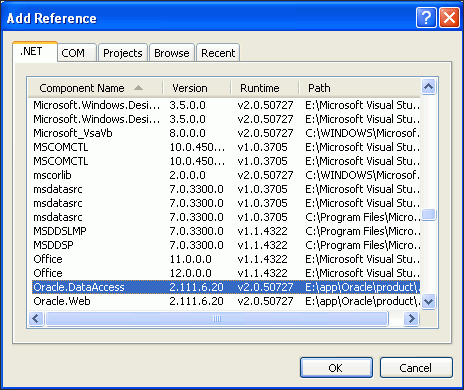 Add Reference
.NET COM Projects Browse Recent
Component Name Version Runtime Path
Microsoft.Windows.Desi... 3.5.0.0 v2.0.50727 E:\Microsoft Visual Stu...
Microsoft.Windows.Desi... 3.5.0.0 v2.0.50727 E:\Microsoft Visual Stu...
Microsoft_VsaVb 8.0.0.0 v2.0.50727 C:\WINDOWS\Microsof...
MSCOMCTL 10.0.450... v1.0.3705 E:\Microsoft Visual Stu...
MSCOMCTL 10.0.450... v1.0.3705 E:\Microsoft Visual Stu...
mscorlib 2.0.0.0 v2.0.50727 C:\WINDOWS\Microsof...
msdatasrc 7.0.3300.0 v1.0.3705 E:\Microsoft Visual Stu...
msdatasrc 7.0.3300.0 v1.0.3705 E:\Microsoft Visual Stu...
msdatasrc 7.0.3300.0 v1.0.3705 C:\Program Files\Micro...
MSDDSLMP 7.0.3300.0 v1.1.4322 C:\Program Files\Micro...
MSDDSP 7.0.3300.0 v1.1.4322 C:\Program Files\Micro...
Office 11.0.0.0 v1.1.4322 E:\Microsoft Visual Stu...
Office 12.0.0.0 v1.1.4322 E:\Microsoft Visual Stu...
Oracle.DataAccess 2.111.6.20 v2.0.50727 E:\app\Oracle\product\...
Oracle.Web 2.111.6.20 v2.0.50727 E:\app\Oracle\product\...
OK Cancel